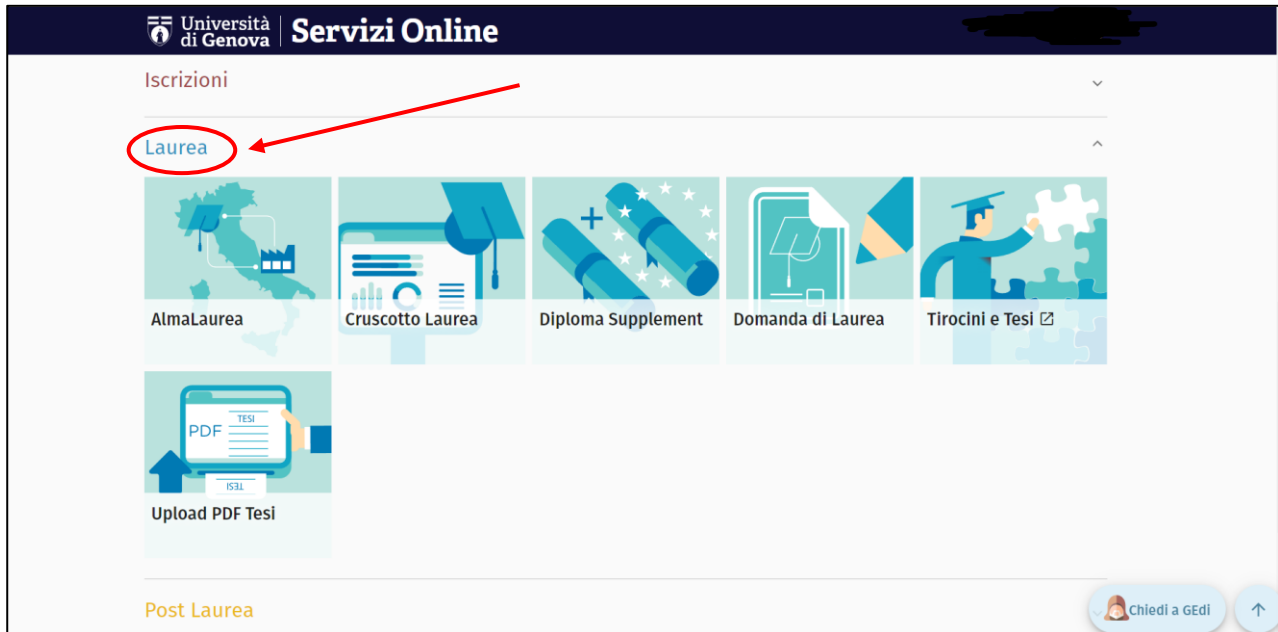 Università
di Genova
Servizi Online
Iscrizioni
Laurea
AlmaLaurea
Cruscotto Laurea
Diploma Supplement
Domanda di Laurea
Tirocini e Tesi
PDF
TESI
TESI
Upload PDF Tesi
Post Laurea
Chiedi a GEdi